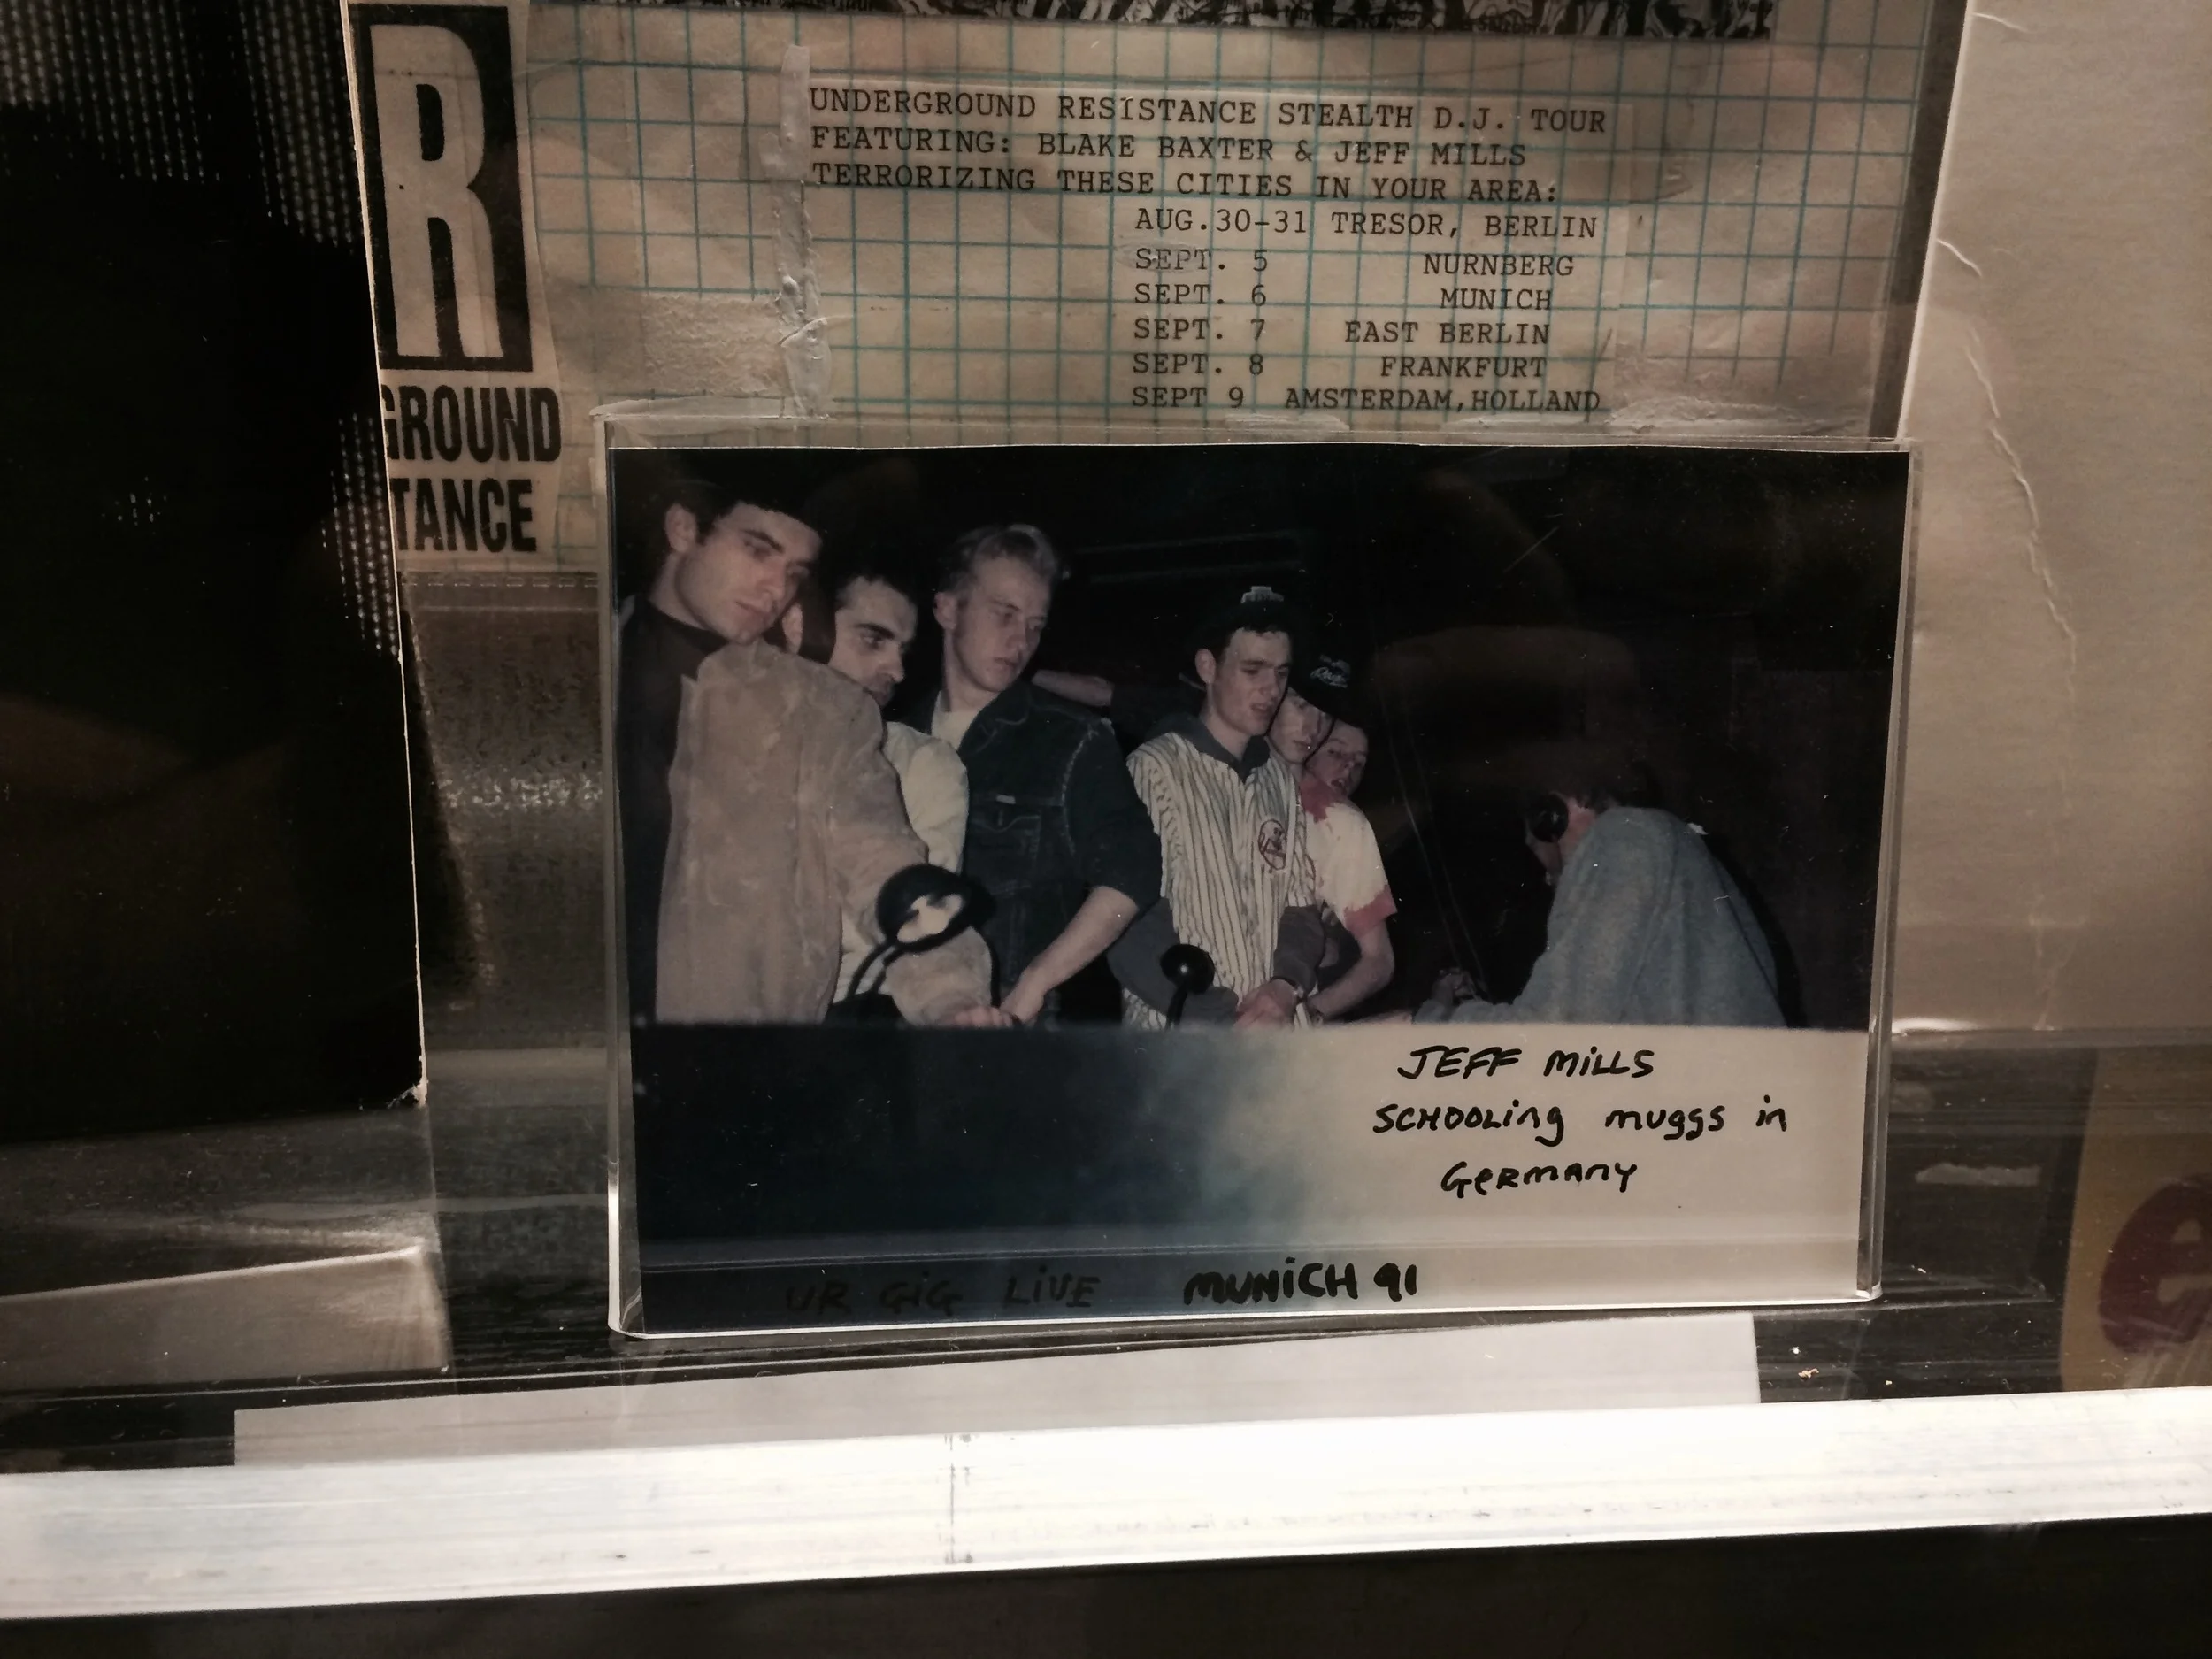 R
GROUND
TANCE
UNDERGROUND RESISTANCE STEALTH D.J. TOUR
FEATURING: BLAKE BAXTER & JEFF MILLS
TERRORIZING THESE CITIES IN YOUR AREA:
AUG.30-31 TRESOR, BERLIN
SEPT. 5 NURNBERG
SEPT. 6 MUNICH
SEPT. 7 EAST BERLIN
SEPT. 8 FRANKFURT
SEPT 9 AMSTERDAM,HOLLAND
JEFF MiLLS
SCHOOLing muggs in
GeRmAny
UR GiG LiVE MUNiCH 91
e